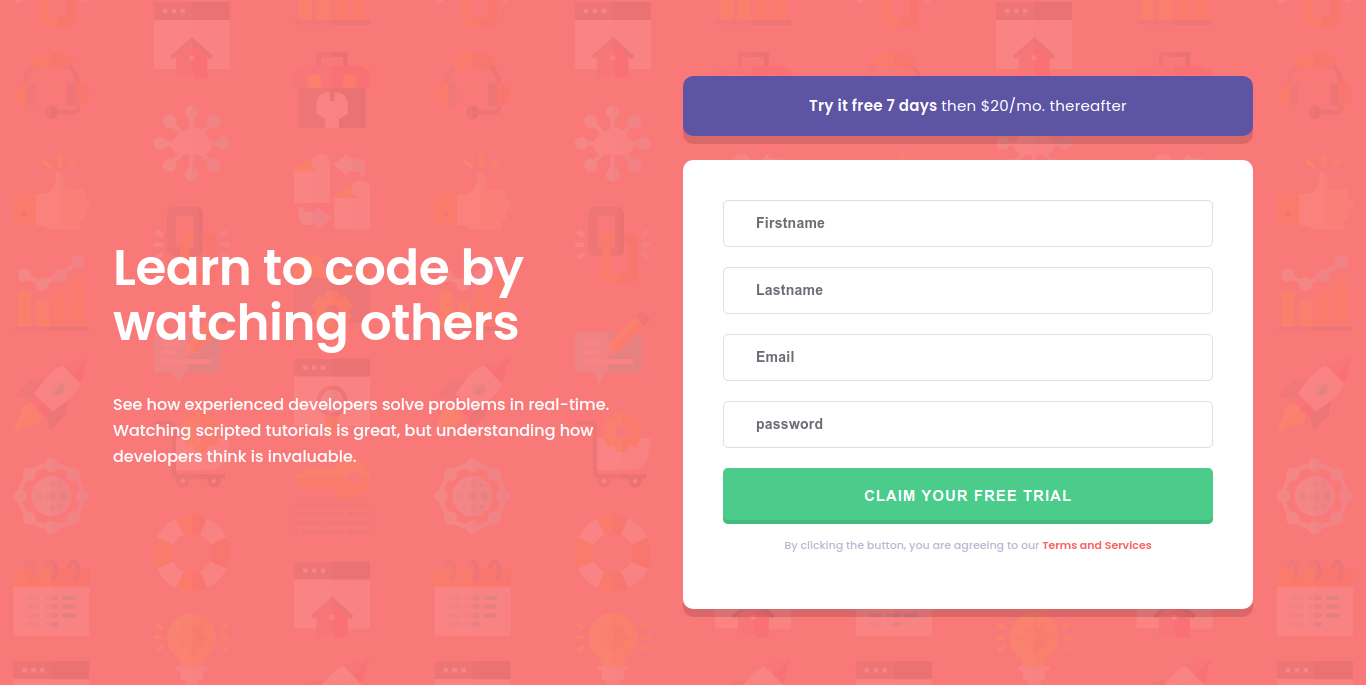 Learn to code by
watching others
See how experienced developers solve problems in real-time.
Watching scripted tutorials is great, but understanding how
developers think is invaluable.
Try it free 7 days then $20/mo. thereafter
Firstname
Lastname
Email
password
CLAIM YOUR FREE TRIAL
By clicking the button, you are agreeing to our Terms and Services